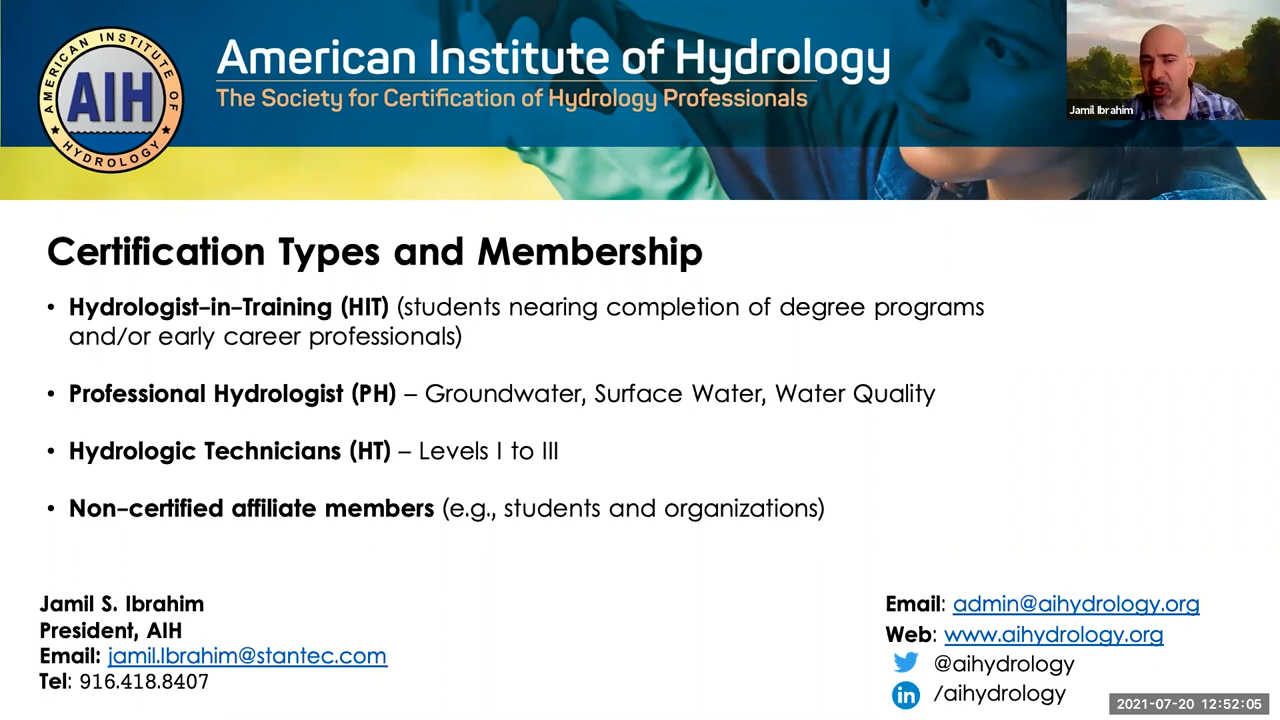 AMERICAN INSTITUTE OF HYDROLOGY
AIH
American Institute of Hydrology
The Society for Certification of Hydrology Professionals
Jamil Ibrahim
Certification Types and Membership
• Hydrologist-in-Training (HIT) (students nearing completion of degree programs
and/or early career professionals)
• Professional Hydrologist (PH) – Groundwater, Surface Water, Water Quality
• Hydrologic Technicians (HT) – Levels I to III
• Non-certified affiliate members (e.g., students and organizations)
Jamil S. Ibrahim
President, AIH
Email: jamil.Ibrahim@stantec.com
Tel: 916.418.8407
Email: admin@aihydrology.org
Web: www.aihydrology.org
@aihydrology
in /aihydrology
2021-07-20 12:52:05